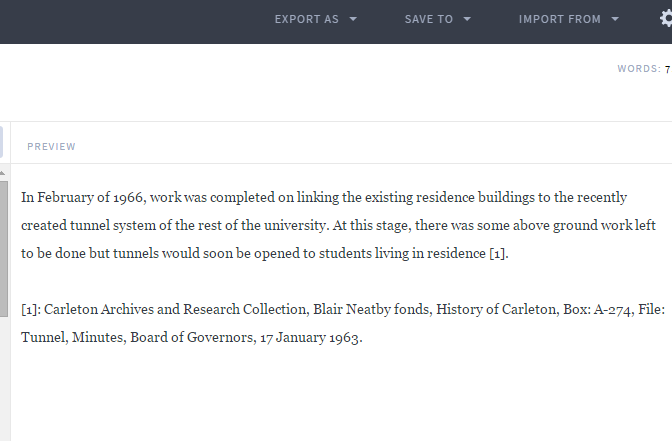 EXPORT AS SAVE TO IMPORT FROM
WORDS: 7
PREVIEW
In February of 1966, work was completed on linking the existing residence buildings to the recently
created tunnel system of the rest of the university. At this stage, there was some above ground work left
to be done but tunnels would soon be opened to students living in residence [1].
[1]: Carleton Archives and Research Collection, Blair Neatby fonds, History of Carleton, Box: A-274, File:
Tunnel, Minutes, Board of Governors, 17 January 1963.